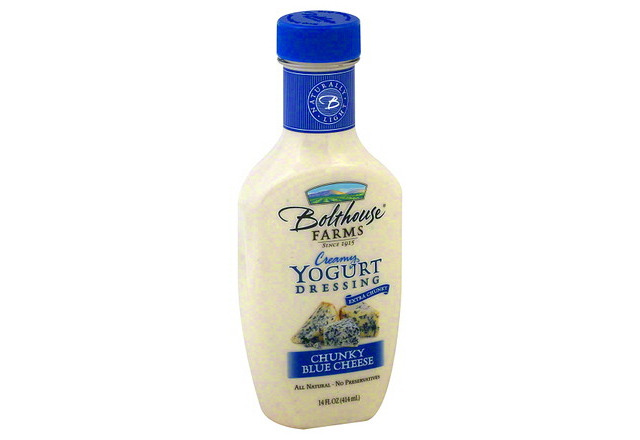 NATURALLY
B
LIGHT
Bolthouse®
FARMS
SINCE 1915
Creamy
YOGURT
DRESSING
EXTRA CHUNKY
CHUNKY
BLUE CHEESE
ALL NATURAL - NO PRESERVATIVES
14 FL OZ (414 mL)